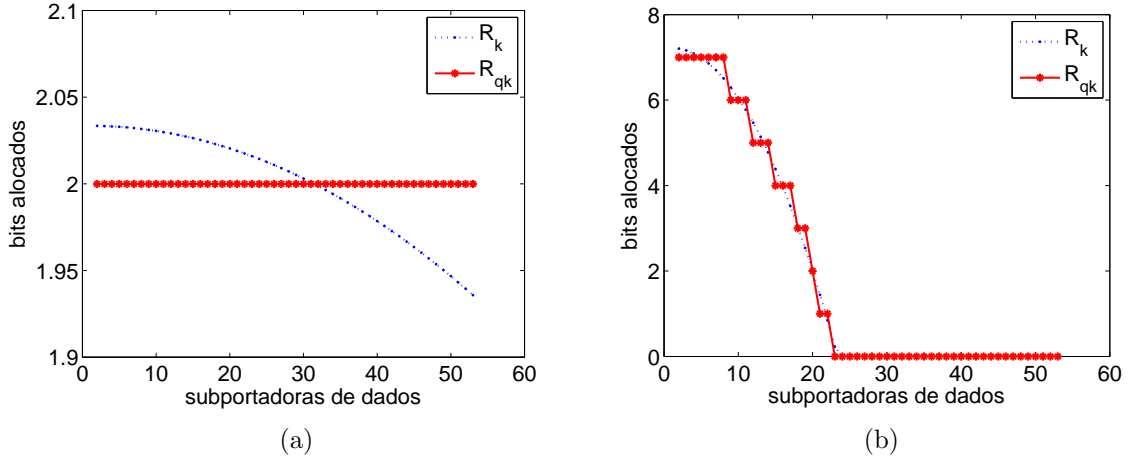 2.1
2.05
2
1.95
1.9
bits alocados
0 10 20 30 40 50 60
subportadoras de dados
R_k
R_qk
(a)
8
6
4
2
0
bits alocados
0 10 20 30 40 50 60
subportadoras de dados
R_k
R_qk
(b)